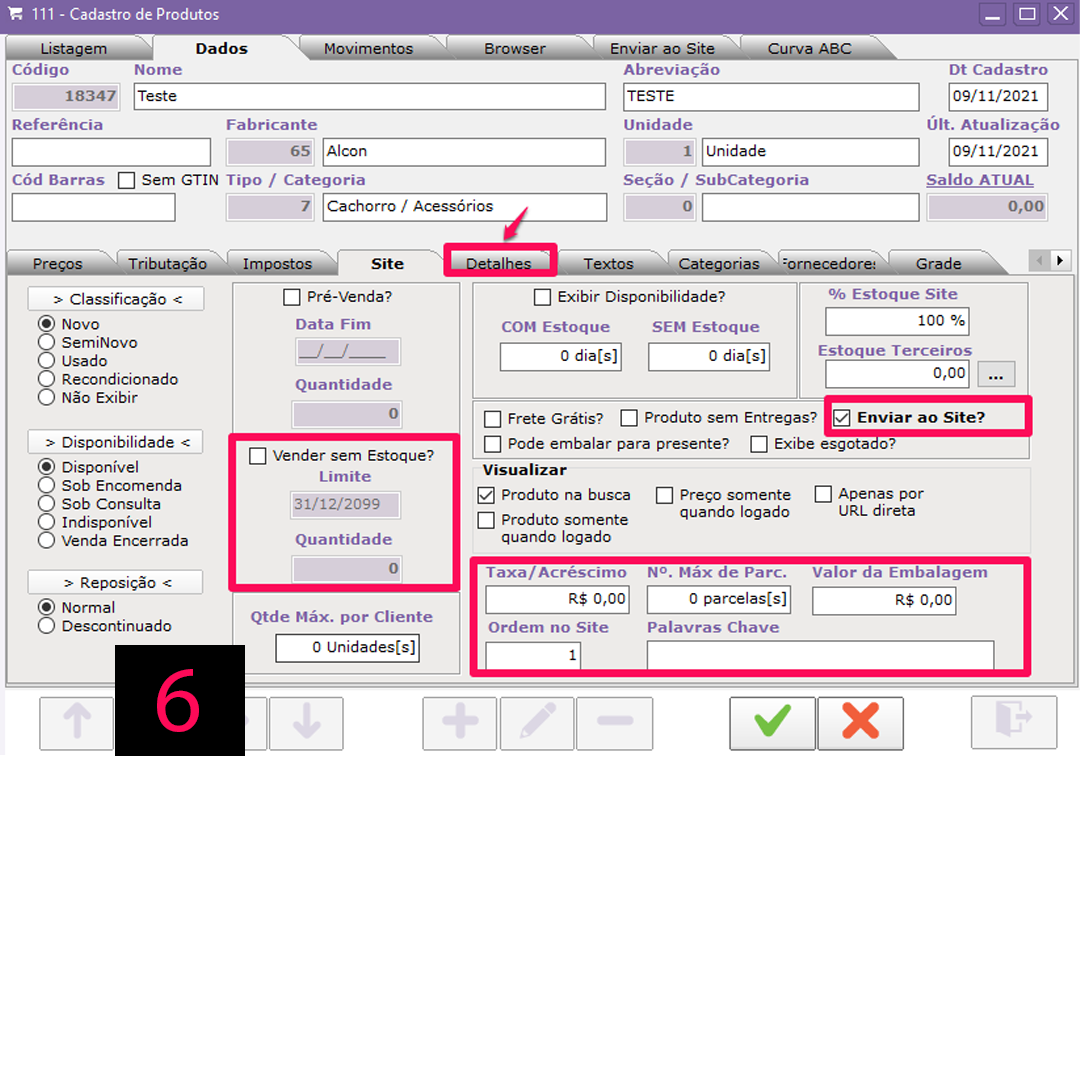 111 - Cadastro de Produtos
Listagem Dados Movimentos Browser Enviar ao Site Curva ABC
Código Nome Abreviação Dt Cadastro
18347 Teste TESTE 09/11/2021
Referência Fabricante Unidade Últ. Atualização
65 Alcon 1 Unidade 09/11/2021
Cód Barras Sem GTIN Tipo / Categoria Seção / SubCategoria Saldo ATUAL
7 Cachorro / Acessórios 0 0,00
Preços Tributação Impostos Site Detalhes Textos Categorias Fornecedores Grade
> Classificação <
Novo
SemiNovo
Usado
Recondicionado
Não Exibir
> Disponibilidade <
Disponível
Sob Encomenda
Sob Consulta
Indisponível
Venda Encerrada
> Reposição <
Normal
Descontinuado
Pré-Venda?
Data Fim
__/__/____
Quantidade
0
Vender sem Estoque?
Limite
31/12/2099
Quantidade
0
Qtde Máx. por Cliente
0 Unidades[s]
Exibir Disponibilidade?
COM Estoque SEM Estoque
0 dia[s] 0 dia[s]
% Estoque Site
100 %
Estoque Terceiros
0,00 ...
Frete Grátis? Produto sem Entregas? Enviar ao Site?
Pode embalar para presente? Exibe esgotado?
Visualizar
Produto na busca
Produto somente
quando logado
Preço somente
quando logado
Apenas por
URL direta
Taxa/Acréscimo Nº. Máx de Parc. Valor da Embalagem
R$ 0,00 0 parcelas[s] R$ 0,00
Ordem no Site Palavras Chave
1
6